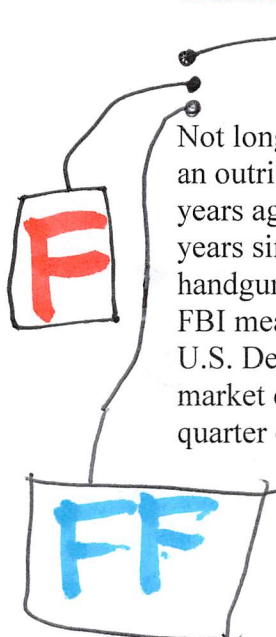 F
Not long
an outri
years ag
years sin
handgun
FBI mea
U.S. De
market
quarter
FF